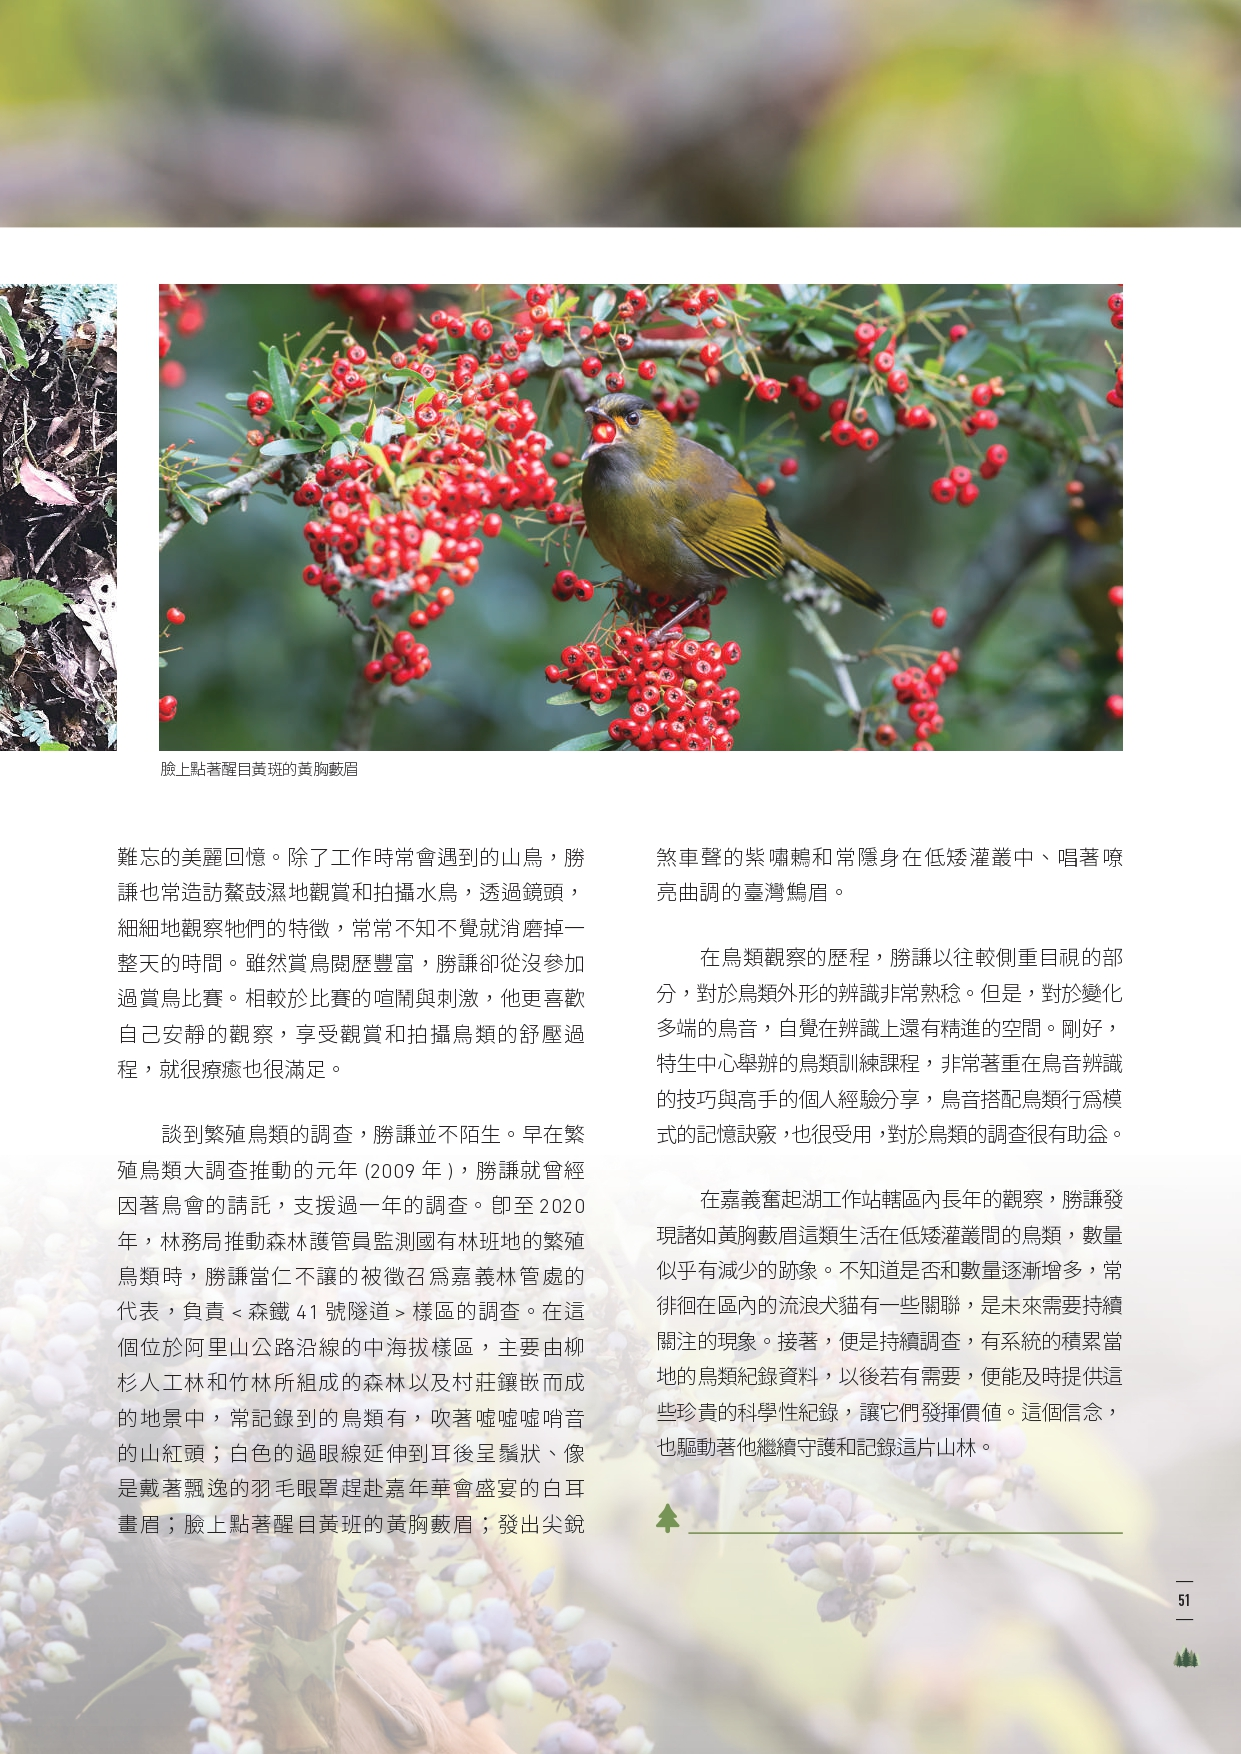 臉上點著醒目黃斑的黃胸藪眉
難忘的美麗回憶。除了工作時常會遇到的山鳥，勝
謙也常造訪鰲鼓濕地觀賞和拍攝水鳥，透過鏡頭，
細細地觀察牠們的特徵，常常不知不覺就消磨掉一
整天的時間。雖然賞鳥閱歷豐富，勝謙卻從沒參加
過賞鳥比賽。相較於比賽的喧鬧與刺激，他更喜歡
自己安靜的觀察，享受觀賞和拍攝鳥類的舒壓過
程，就很療癒也很滿足。
談到繁殖鳥類的調查，勝謙並不陌生。早在繁
殖鳥類大調查推動的元年 (2009 年 )，勝謙就曾經
因著鳥會的請託，支援過一年的調查。即至 2020
年，林務局推動森林護管員監測國有林班地的繁殖
鳥類時，勝謙當仁不讓的被徵召為嘉義林管處的
代表，負責 < 森鐵 41 號隧道 > 樣區的調查。在這
個位於阿里山公路沿線的中海拔樣區，主要由柳
杉人工林和竹林所組成的森林以及村莊鑲嵌而成
的地景中，常記錄到的鳥類有，吹著噓噓噓哨音
的山紅頭；白色的過眼線延伸到耳後呈鬚狀、像
是戴著飄逸的羽毛眼罩趕赴嘉年華會盛宴的白耳
畫眉；臉上點著醒目黃班的黃胸藪眉；發出尖銳
煞車聲的紫嘯鶇和常隱身在低矮灌叢中、唱著嘹
亮曲調的臺灣鷦眉。
在鳥類觀察的歷程，勝謙以往較側重目視的部
分，對於鳥類外形的辨識非常熟稔。但是，對於變化
多端的鳥音，自覺在辨識上還有精進的空間。剛好，
特生中心舉辦的鳥類訓練課程，非常著重在鳥音辨識
的技巧與高手的個人經驗分享，鳥音搭配鳥類行為模
式的記憶訣竅，也很受用，對於鳥類的調查很有助益。
在嘉義奮起湖工作站轄區內長年的觀察，勝謙發
現諸如黃胸藪眉這類生活在低矮灌叢間的鳥類，數量
似乎有減少的跡象。不知道是否和數量逐漸增多，常
徘徊在區內的流浪犬貓有一些關聯，是未來需要持續
關注的現象。接著，便是持續調查，有系統的積累當
地的鳥類紀錄資料，以後若有需要，便能及時提供這
些珍貴的科學性紀錄，讓它們發揮價值。這個信念，
也驅動著他繼續守護和記錄這片山林。
51